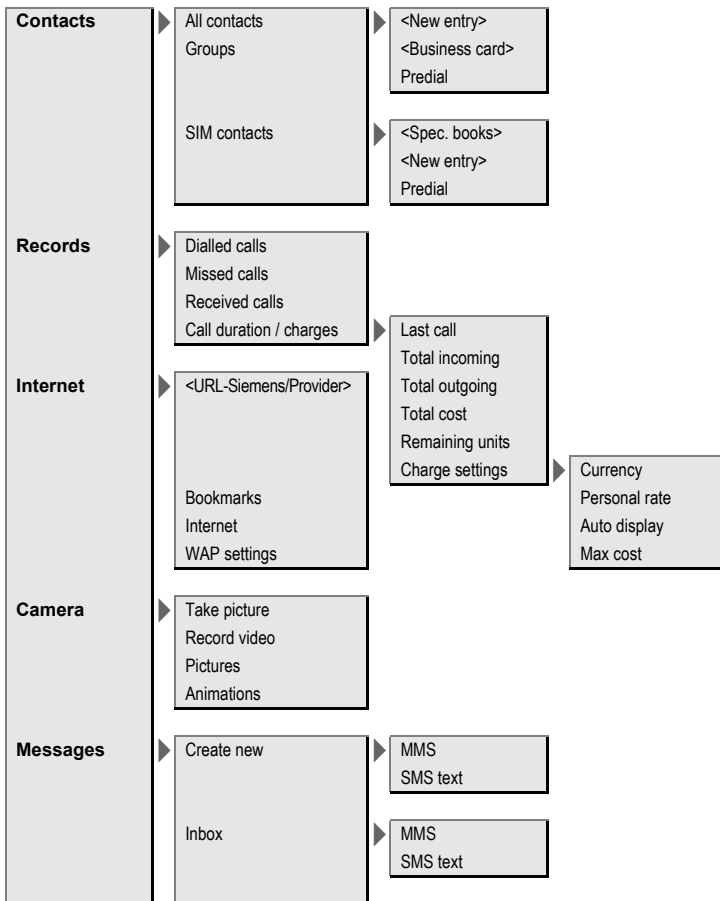 Contacts
All contacts
Groups
SIM contacts
<New entry>
<Business card>
Predial
<Spec. books>
<New entry>
Predial
Records
Dialled calls
Missed calls
Received calls
Call duration / charges
Last call
Total incoming
Total outgoing
Total cost
Remaining units
Charge settings
Currency
Personal rate
Auto display
Max cost
Internet
<URL-Siemens/Provider>
Bookmarks
Internet
WAP settings
Camera
Take picture
Record video
Pictures
Animations
Messages
Create new
MMS
SMS text
Inbox
MMS
SMS text